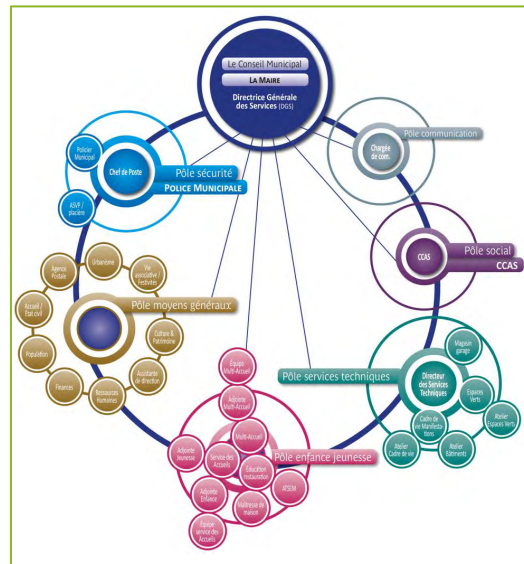 Le Conseil Municipal
LA MAIRE
Directrice Générale
des Services (DGS)
Pôle communication
Chargée
de com.
Policier
Municipal
Chef de Poste
Pôle sécurité
POLICE MUNICIPALE
ASVP /
placière
Pôle social
CCAS
CCAS
Agence
Postale
Urbanisme
Vie
associative /
Festivités
Accueil /
Etat civil
Pôle moyens généraux
Culture &
Patrimoine
Population
Assistante
de direction
Finances
Ressources
Humaines
Magasin
garage
Pôle services techniques
Directeur
des Services
Techniques
Espaces
Verts
Cadre de
vie Manifesta-
tions
Atelier
Espaces Verts
Atelier
Cadre de vie
Atelier
Bâtiments
Équipe
Multi-Accueil
Adjointe
Multi-Accueil
Multi-Accueil
Pôle enfance jeunesse
Adjointe
Jeunesse
Service des
Accueils
Éducation
restauration
ATSEM
Adjointe
Enfance
Maîtresse de
maison
Équipe
service des
Accueils